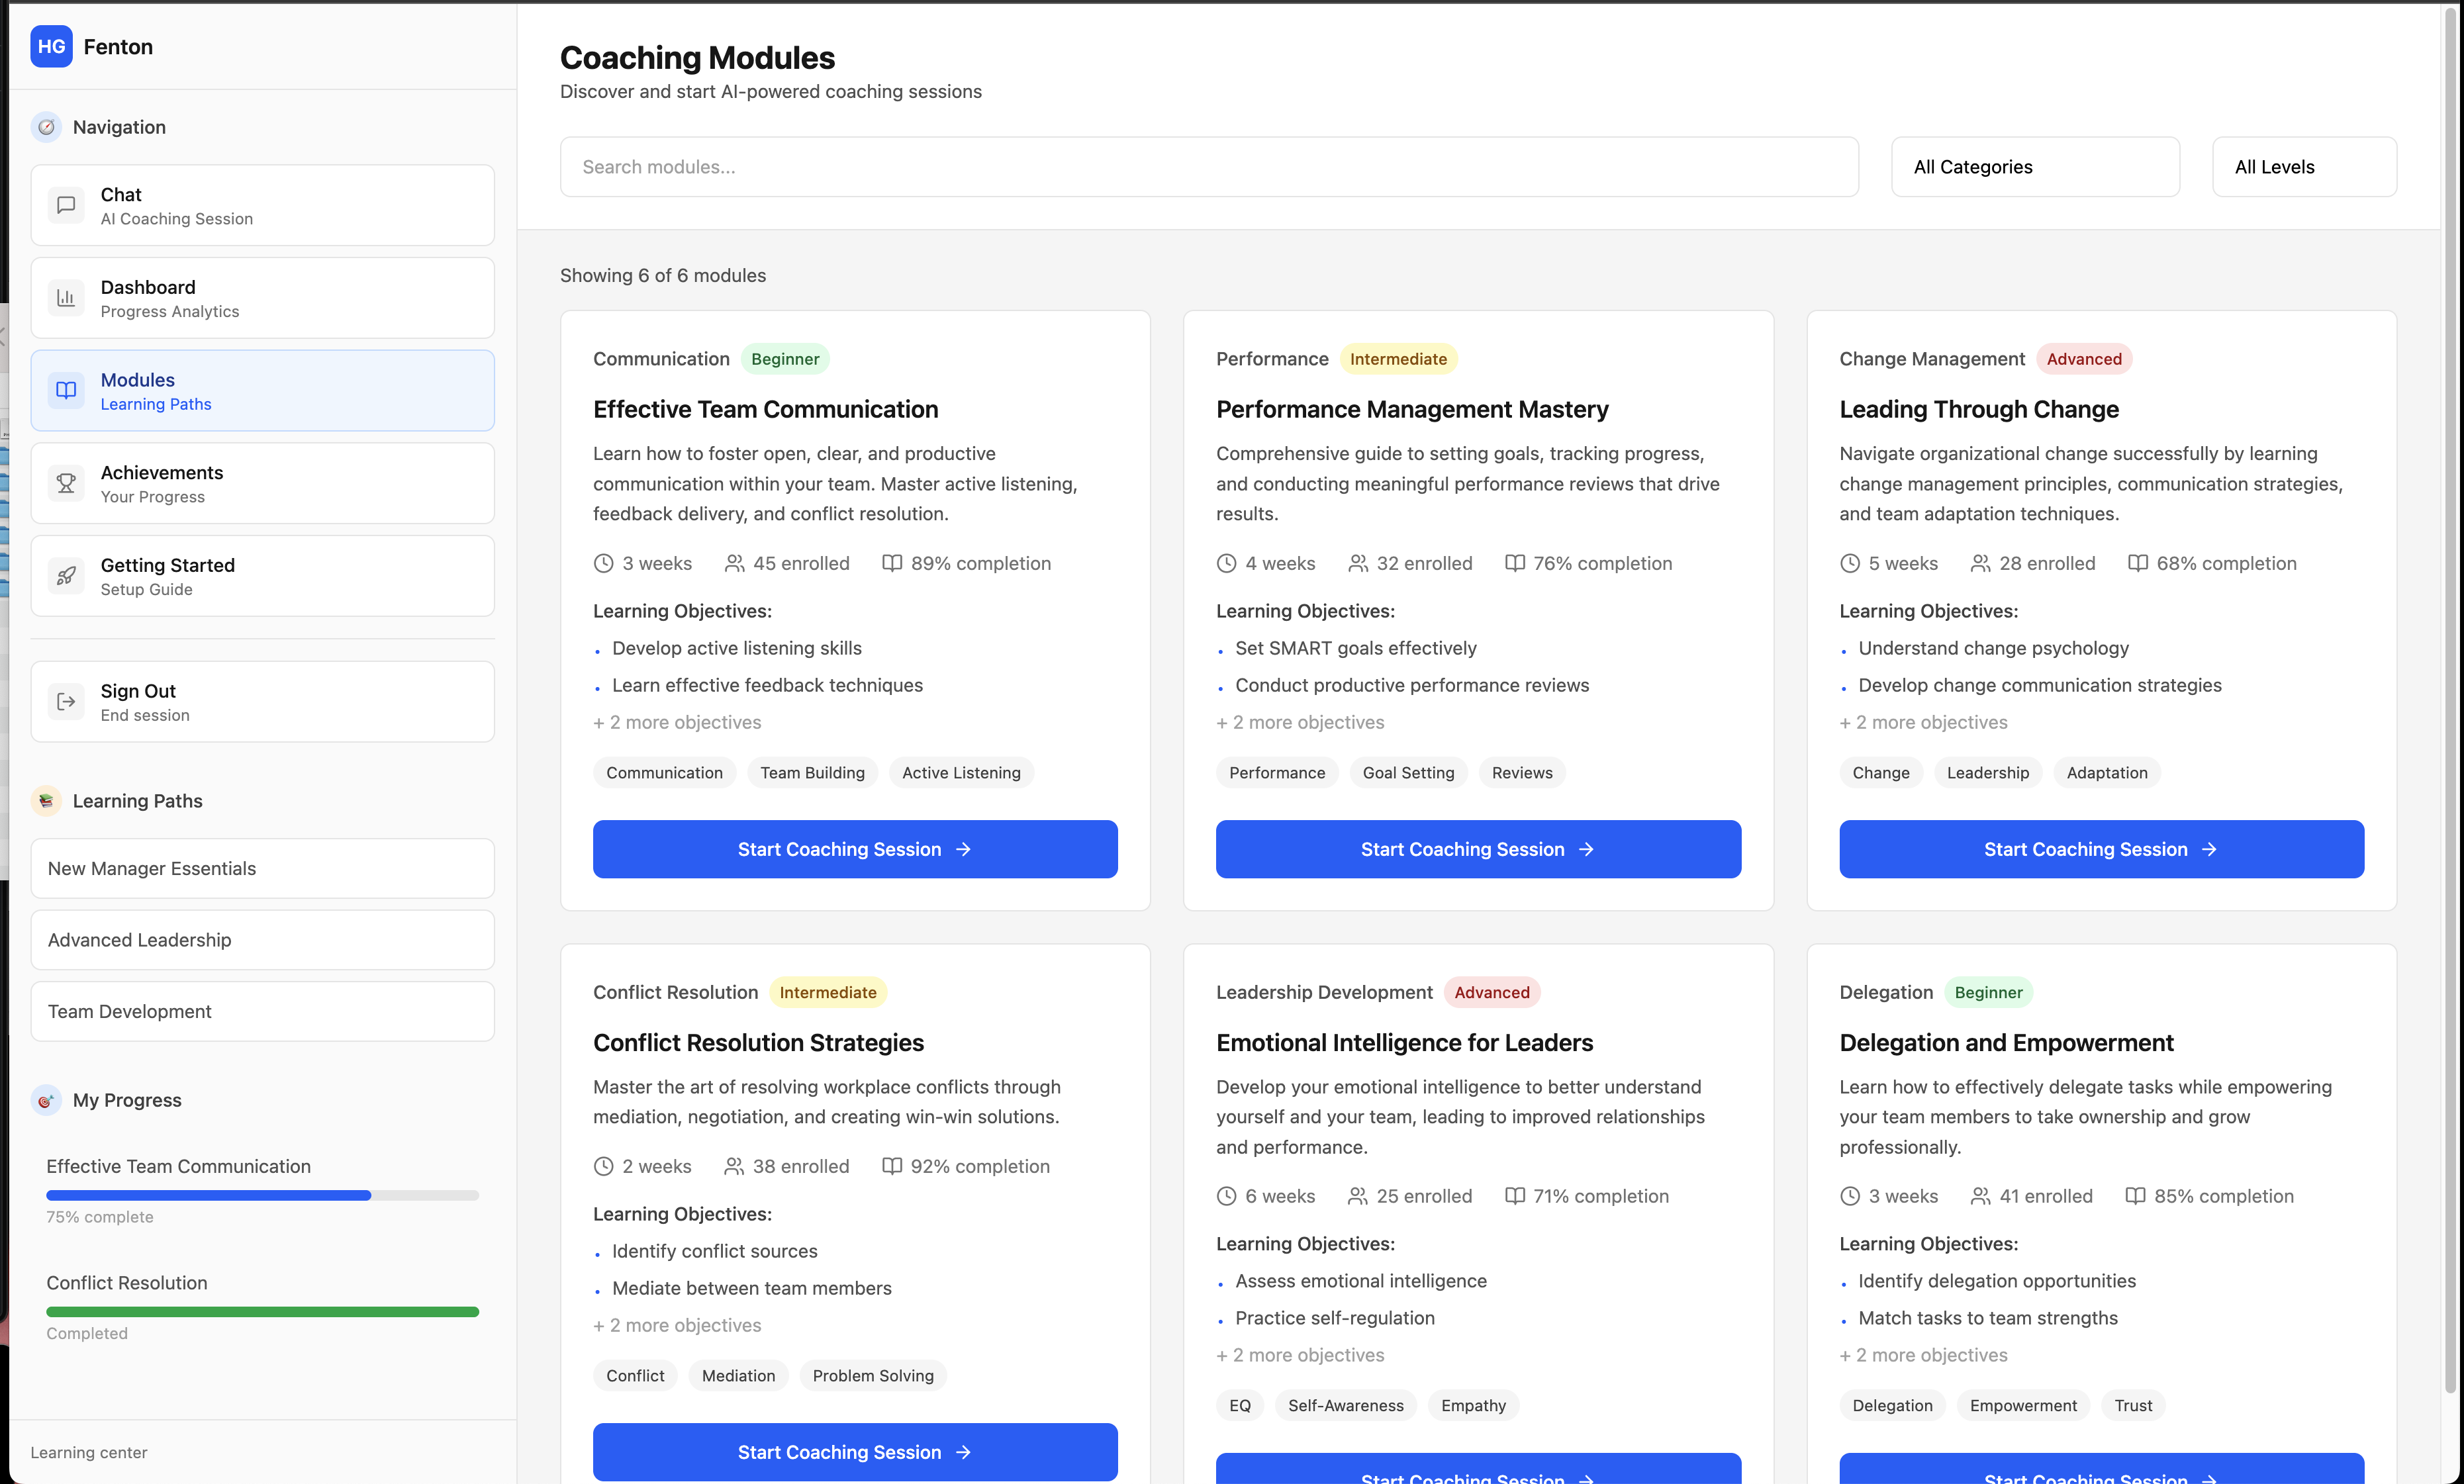 HG Fenton
Navigation
Chat
AI Coaching Session
Dashboard
Progress Analytics
Modules
Learning Paths
Achievements
Your Progress
Getting Started
Setup Guide
Sign Out
End session
Learning Paths
New Manager Essentials
Advanced Leadership
Team Development
My Progress
Effective Team Communication
75% complete
Conflict Resolution
Completed
Learning center
Coaching Modules
Discover and start AI-powered coaching sessions
Search modules...
All Categories
All Levels
Showing 6 of 6 modules
Communication Beginner
Effective Team Communication
Learn how to foster open, clear, and productive
communication within your team. Master active listening,
feedback delivery, and conflict resolution.
3 weeks 45 enrolled 89% completion
Learning Objectives:
• Develop active listening skills
• Learn effective feedback techniques
+ 2 more objectives
Communication Team Building Active Listening
Start Coaching Session →
Performance Intermediate
Performance Management Mastery
Comprehensive guide to setting goals, tracking progress,
and conducting meaningful performance reviews that drive
results.
4 weeks 32 enrolled 76% completion
Learning Objectives:
• Set SMART goals effectively
• Conduct productive performance reviews
+ 2 more objectives
Performance Goal Setting Reviews
Start Coaching Session →
Change Management Advanced
Leading Through Change
Navigate organizational change successfully by learning
change management principles, communication strategies,
and team adaptation techniques.
5 weeks 28 enrolled 68% completion
Learning Objectives:
• Understand change psychology
• Develop change communication strategies
+ 2 more objectives
Change Leadership Adaptation
Start Coaching Session →
Conflict Resolution Intermediate
Conflict Resolution Strategies
Master the art of resolving workplace conflicts through
mediation, negotiation, and creating win-win solutions.
2 weeks 38 enrolled 92% completion
Learning Objectives:
• Identify conflict sources
• Mediate between team members
+ 2 more objectives
Conflict Mediation Problem Solving
Start Coaching Session →
Leadership Development Advanced
Emotional Intelligence for Leaders
Develop your emotional intelligence to better understand
yourself and your team, leading to improved relationships
and performance.
6 weeks 25 enrolled 71% completion
Learning Objectives:
• Assess emotional intelligence
• Practice self-regulation
+ 2 more objectives
EQ Self-Awareness Empathy
Start Coaching Session →
Delegation Beginner
Delegation and Empowerment
Learn how to effectively delegate tasks while empowering
your team members to take ownership and grow
professionally.
3 weeks 41 enrolled 85% completion
Learning Objectives:
• Identify delegation opportunities
• Match tasks to team strengths
+ 2 more objectives
Delegation Empowerment Trust
Start Coaching Session →